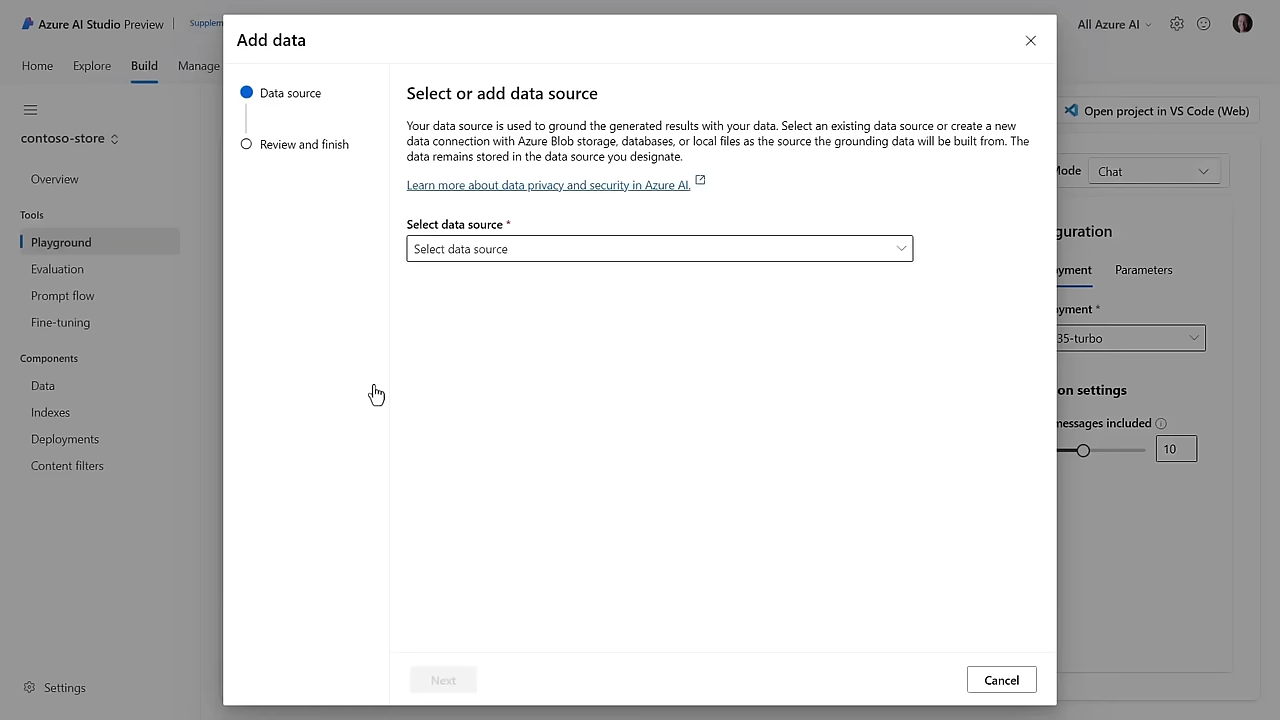 Azure AI Studio Preview
All Azure AI
Home
Explore
Build
Manage
contoso-store
Overview
Tools
Playground
Evaluation
Prompt flow
Fine-tuning
Components
Data
Indexes
Deployments
Content filters
Settings
Add data
Data source
Review and finish
Select or add data source
Your data source is used to ground the generated results with your data. Select an existing data source or create a new
data connection with Azure Blob storage, databases, or local files as the source the grounding data will be built from. The
data remains stored in the data source you designate.
Learn more about data privacy and security in Azure AI.
Select data source *
Select data source
Next
Cancel
Open project in VS Code (Web)
Chat
Parameters
35-turbo
settings
included
10